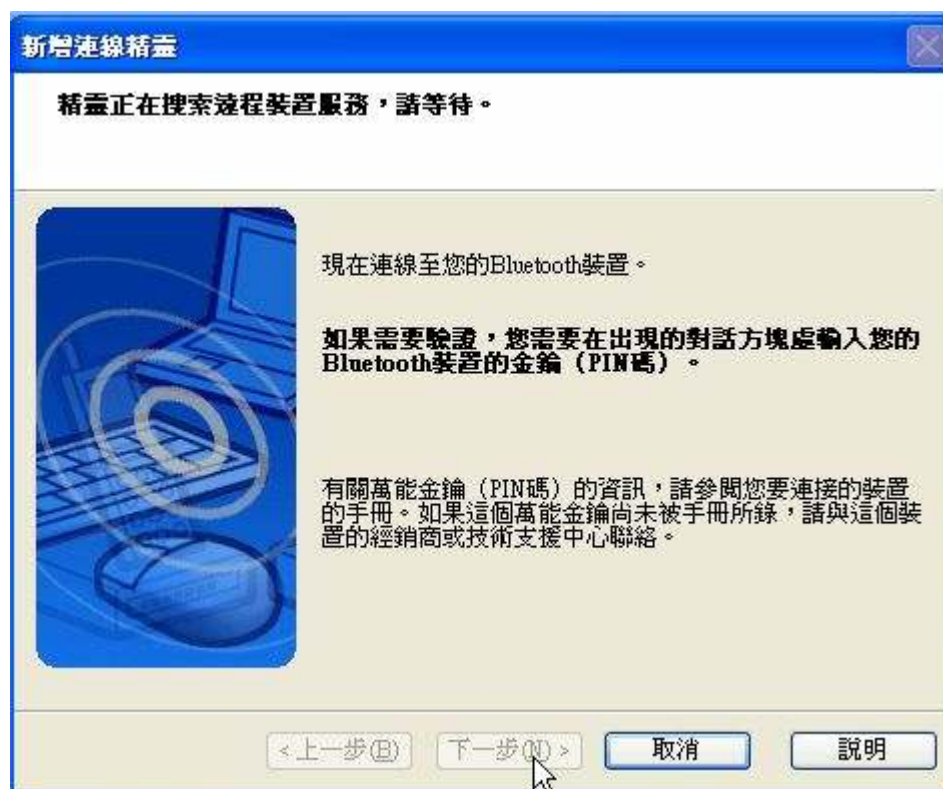 新增連線精靈
精靈正在搜索遠程裝置服務，請等待。
現在連線至您的Bluetooth裝置。
如果需要驗證，您需要在出現的對話方塊處輸入您的
Bluetooth裝置的金鑰（PIN碼）。
有關萬能金鑰（PIN碼）的資訊，請參閱您要連接的裝置
的手冊。如果這個萬能金鑰尚未被手冊所錄，請與這個裝
置的經銷商或技術支援中心聯絡。
<上一步(B) 下一步(N)> 取消 說明